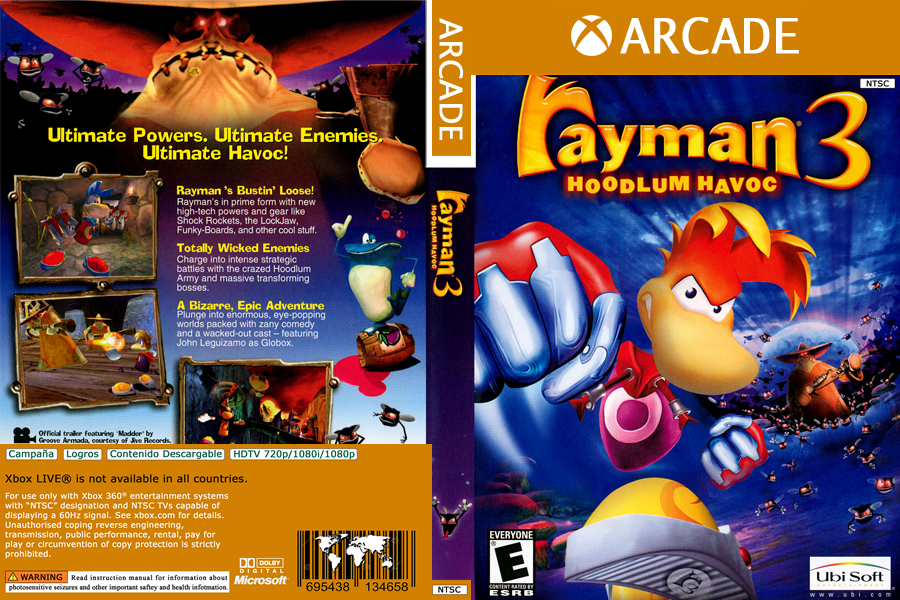 Ultimate Powers. Ultimate Enemies.
Ultimate Havoc!
Rayman's Bustin' Loose!
Rayman's in prime form with new
high-tech powers and gear like
Shock Rockets, the LockJaw,
Funky-Boards, and other cool stuff.
Totally Wicked Enemies
Charge into intense strategic
battles with the crazed Hoodlum
Army and massive transforming
bosses.
A Bizarre, Epic Adventure
Plunge into enormous, eye-popping
worlds packed with zany comedy
and a wacked-out cast – featuring
John Leguizamo as Globox.
Official trailer featuring 'Madder' by
Groove Armada, courtesy of Jive Records.
Campaña Logros Contenido Descargable HDTV 720p/1080i/1080p
Xbox LIVE® is not available in all countries.
For use only with Xbox 360® entertainment systems
with "NTSC" designation and NTSC TVs capable of
displaying a 60Hz signal. See xbox.com for details.
Unauthorised coping reverse engineering,
transmission, public performance, rental, pay for
play or circumvention of copy protection is strictly
prohibited.
WARNING Read instruction manual for information about
photosensitive seizures and other important saftey and health infotmation.
DOLBY
DIGITAL
Microsoft®
695438 134658
ARCADE
Rayman 3
HOODLUM HAVOC
NTSC
ARCADE
NTSC
rayman® 3
HOODLUM HAVOC
EVERYONE
E
CONTENT RATED BY
ESRB
Ubi Soft
ENTERTAINMENT
www.ubi.com